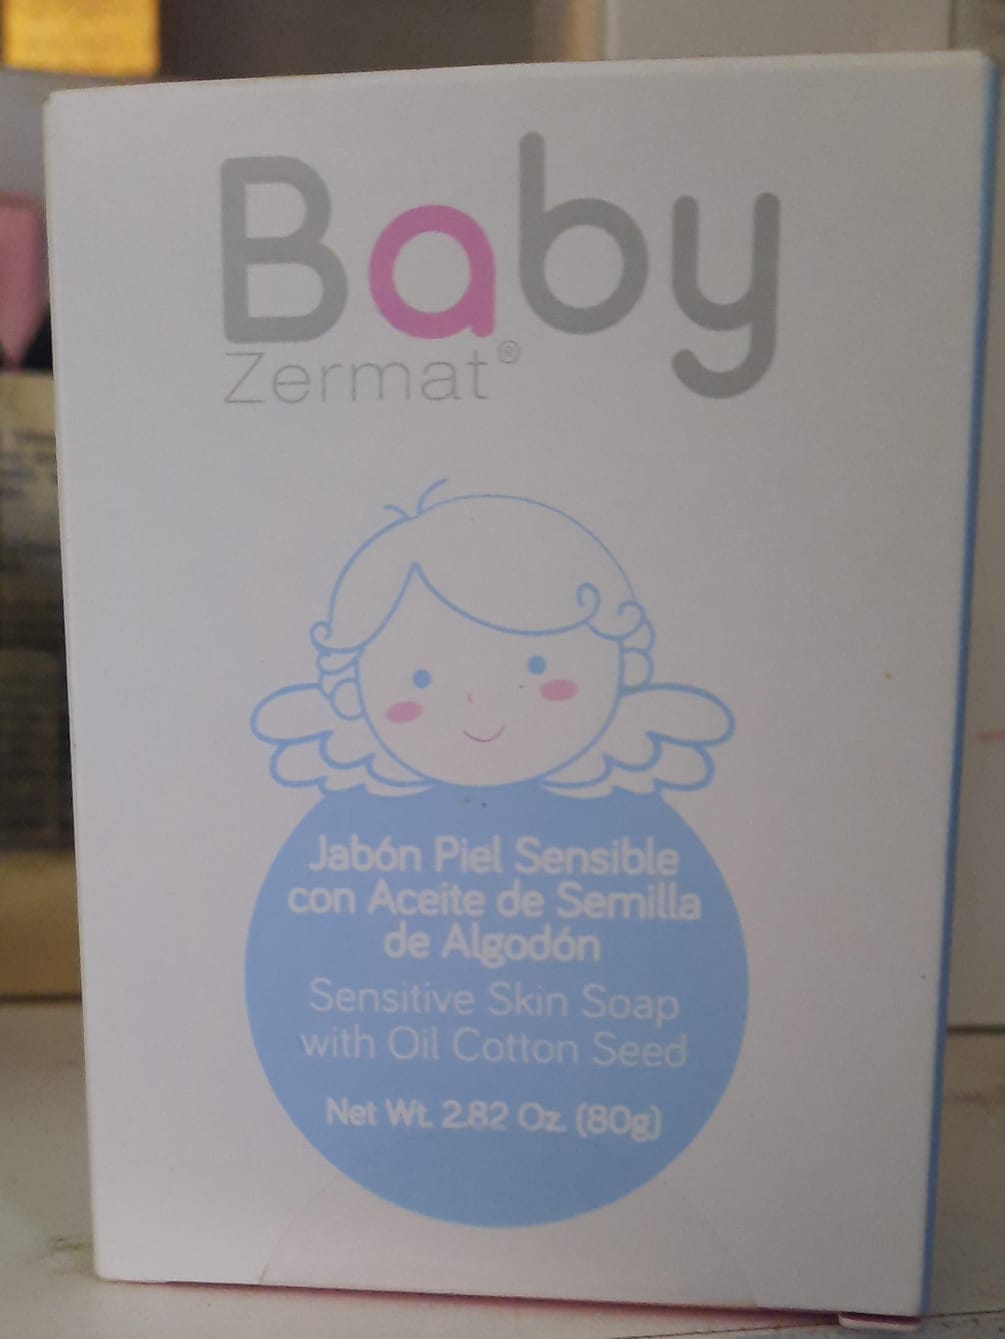 Baby
Zermat®
Jabón Piel Sensible
con Aceite de Semilla
de Algodón
Sensitive Skin Soap
with Oil Cotton Seed
Net Wt. 2.82 Oz. (80g)